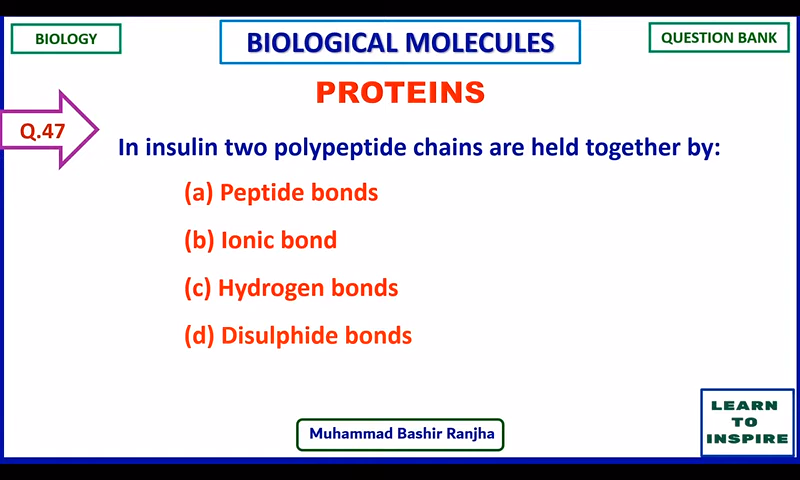 BIOLOGY
BIOLOGICAL MOLECULES
QUESTION BANK
PROTEINS
Q.47
In insulin two polypeptide chains are held together by:
(a) Peptide bonds
(b) Ionic bond
(c) Hydrogen bonds
(d) Disulphide bonds
Muhammad Bashir Ranjha
LEARN
TO
INSPIRE